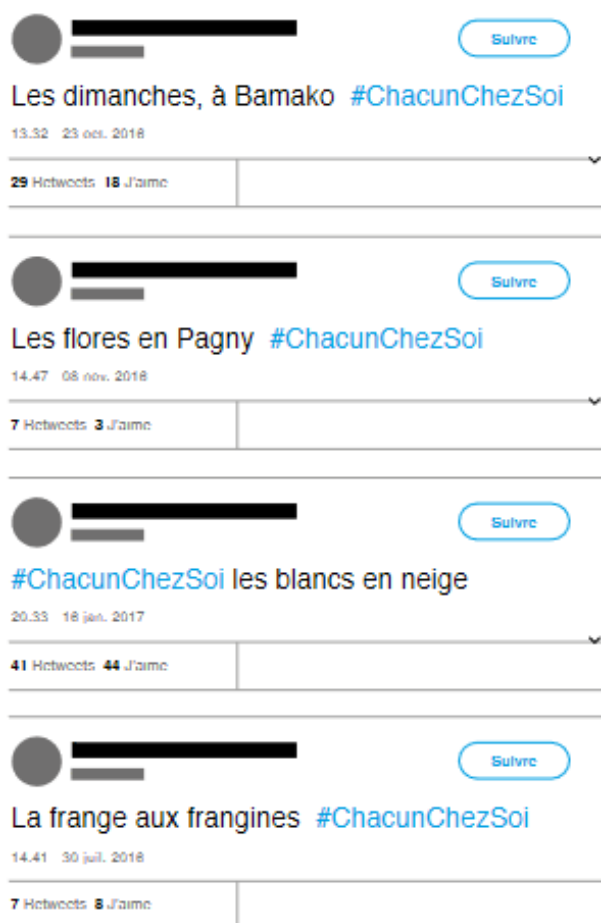 Suivre
Les dimanches, à Bamako #ChacunChezSoi
13.32 23 oct. 2016
29 Retweets 18 J'aime
Suivre
Les flores en Pagny #ChacunChezSoi
14.47 08 nov. 2016
7 Retweets 3 J'aime
Suivre
#ChacunChezSoi les blancs en neige
20.33 16 jan. 2017
41 Retweets 44 J'aime
Suivre
La frange aux frangines #ChacunChezSoi
14.41 30 juil. 2016
7 Retweets 8 J'aime